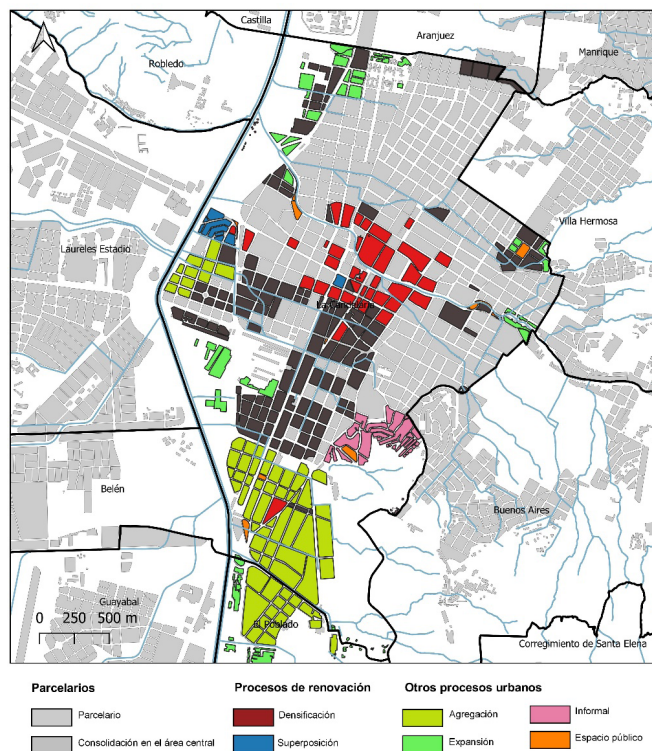 Castilla
Aranjuez
Manrique
Robledo
Villa Hermosa
Laureles Estadio
La Candelaria
Belén
Buenos Aires
Guayabal
0 250 500 m
El Poblado
Corregimiento de Santa Elena
Parcelarios
Procesos de renovación
Otros procesos urbanos
Parcelario
Densificación
Agregación
Informal
Consolidación en el área central
Superposición
Expansión
Espacio público